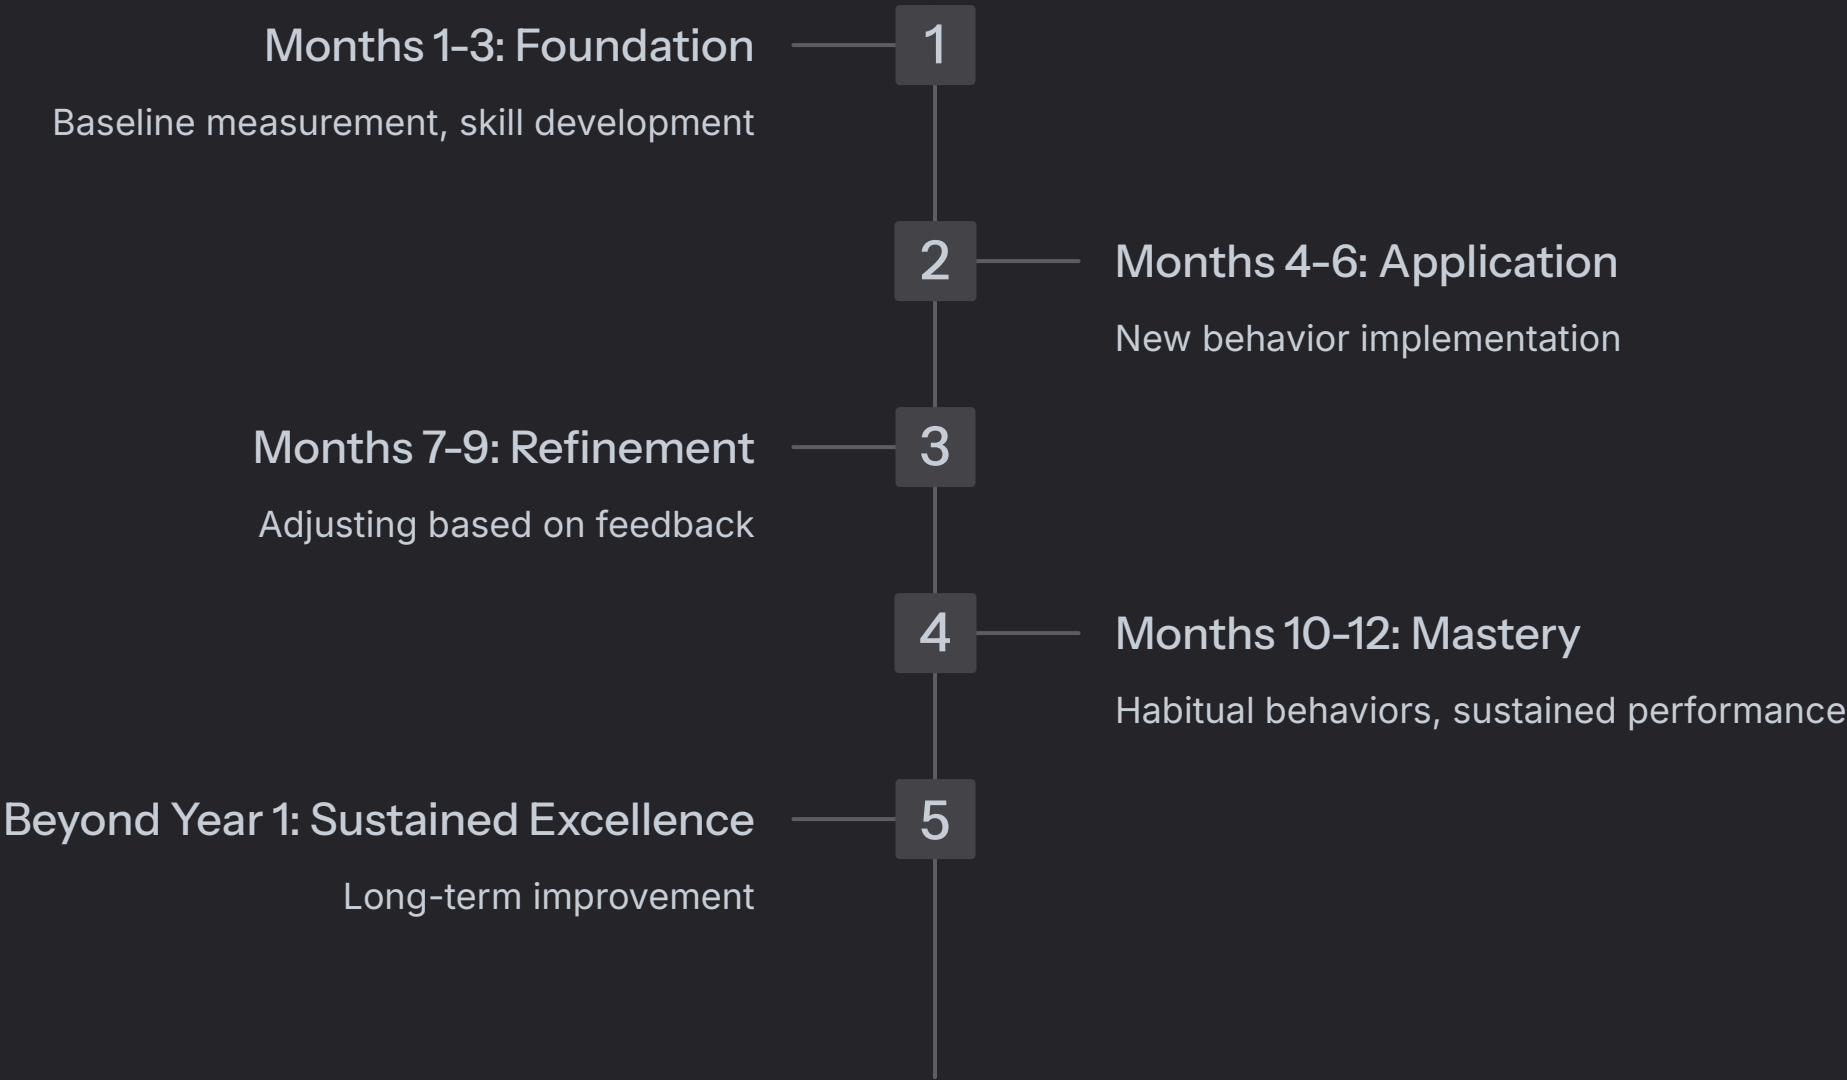 Months 1-3: Foundation
1
Baseline measurement, skill development
2
Months 4-6: Application
New behavior implementation
Months 7-9: Refinement
3
Adjusting based on feedback
4
Months 10-12: Mastery
Habitual behaviors, sustained performance
Beyond Year 1: Sustained Excellence
5
Long-term improvement